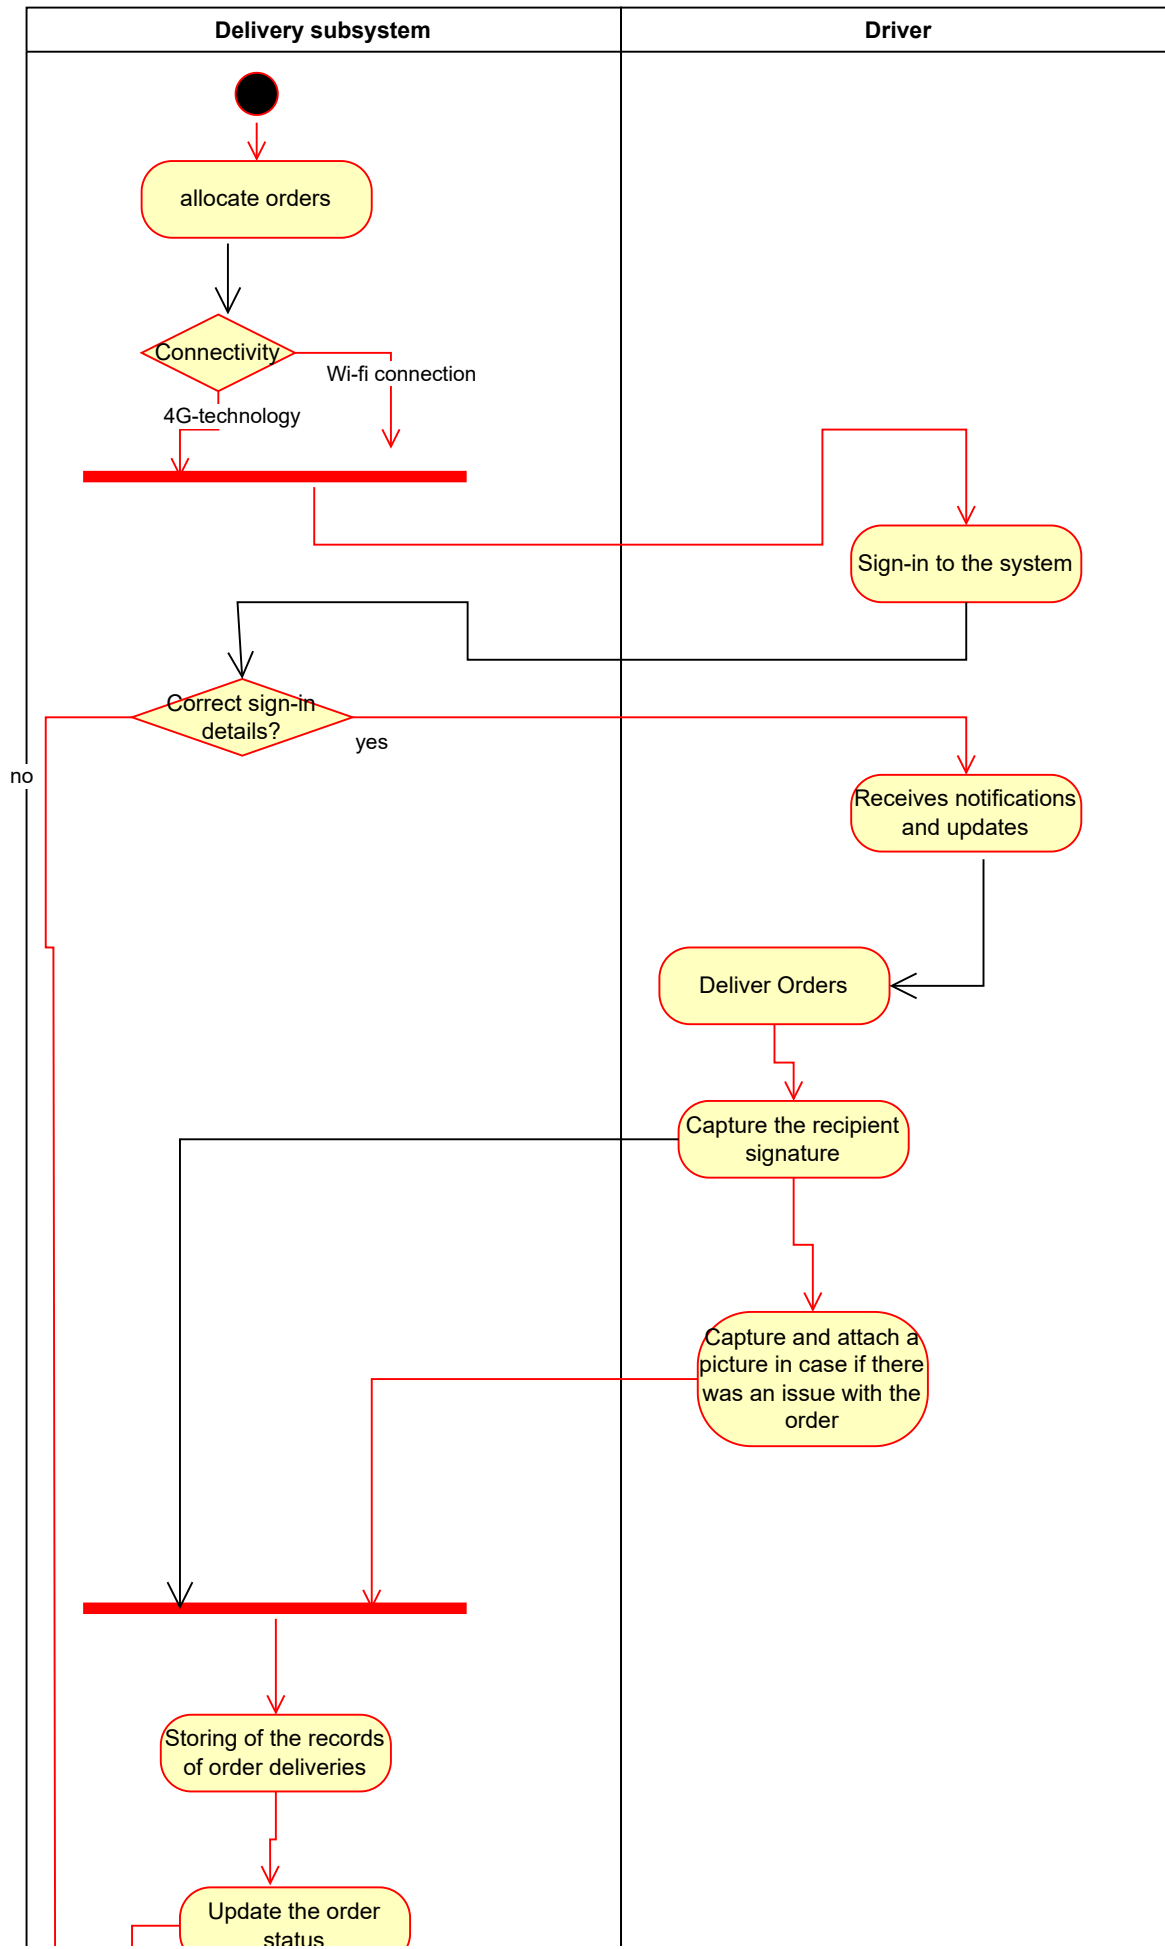 Delivery subsystem
Driver
allocate orders
Connectivity
Wi-fi connection
4G-technology
Sign-in to the system
Correct sign-in
details?
yes
no
Receives notifications
and updates
Deliver Orders
Capture the recipient
signature
Capture and attach a
picture in case if there
was an issue with the
order
Storing of the records
of order deliveries
Update the order
status